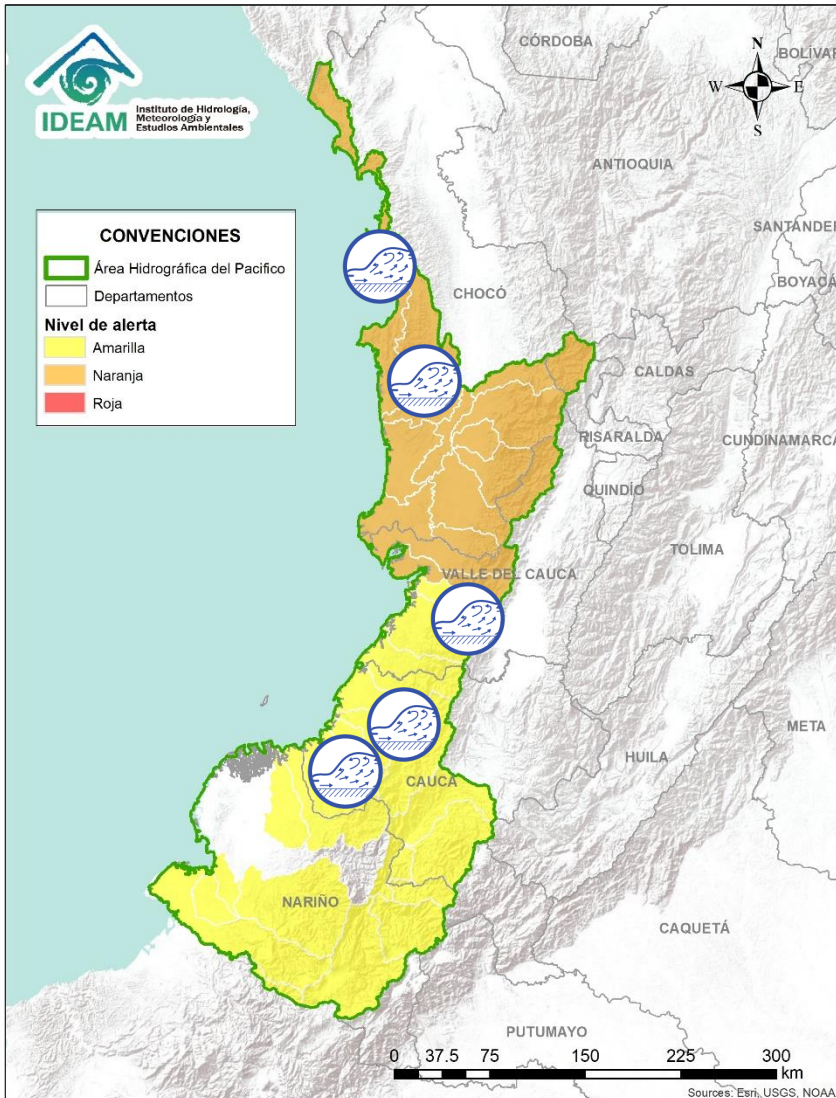 IDEAM
Instituto de Hidrología,
Meteorología y
Estudios Ambientales
N
W
E
S
CÓRDOBA
BOLÍVAR
ANTIOQUIA
SANTANDER
BOYACÁ
CONVENCIONES
Área Hidrográfica del Pacifico
Departamentos
Nivel de alerta
Amarilla
Naranja
Roja
CHOCÓ
CALDAS
RISARALDA
CUNDINAMARCA
QUINDÍO
TOLIMA
VALLE DEL CAUCA
META
HUILA
CAUCA
NARIÑO
CAQUETÁ
PUTUMAYO
0 37.5 75 150 225 300
km
Sources: Esri, USGS, NOAA